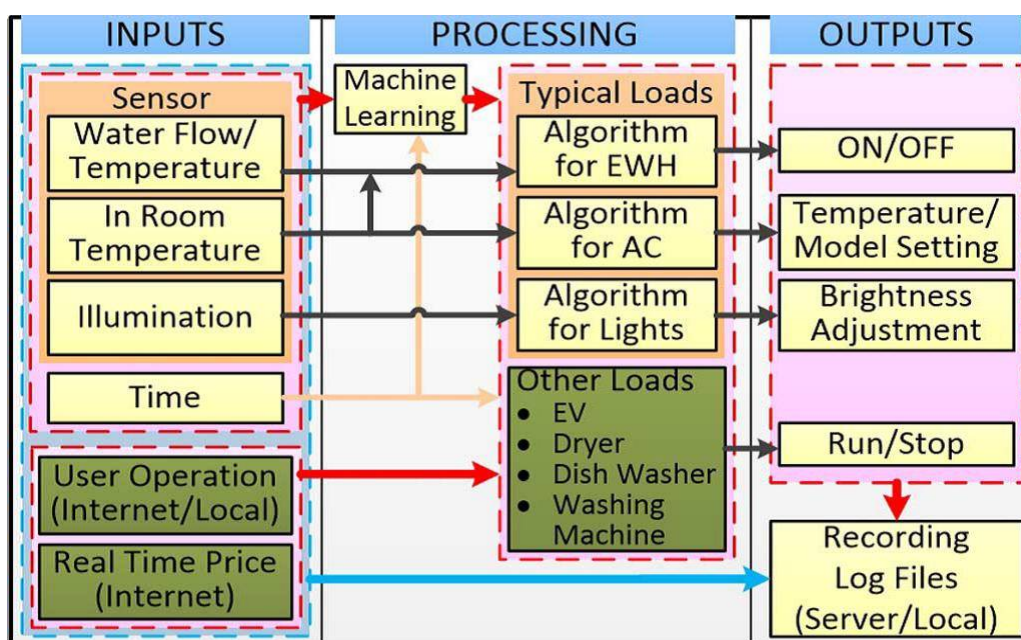 INPUTS
PROCESSING
OUTPUTS
Sensor
Water Flow/
Temperature
In Room
Temperature
Illumination
Time
User Operation
(Internet/Local)
Real Time Price
(Internet)
Machine
Learning
Typical Loads
Algorithm
for EWH
Algorithm
for AC
Algorithm
for Lights
Other Loads
• EV
• Dryer
• Dish Washer
• Washing
Machine
ON/OFF
Temperature/
Model Setting
Brightness
Adjustment
Run/Stop
Recording
Log Files
(Server/Local)